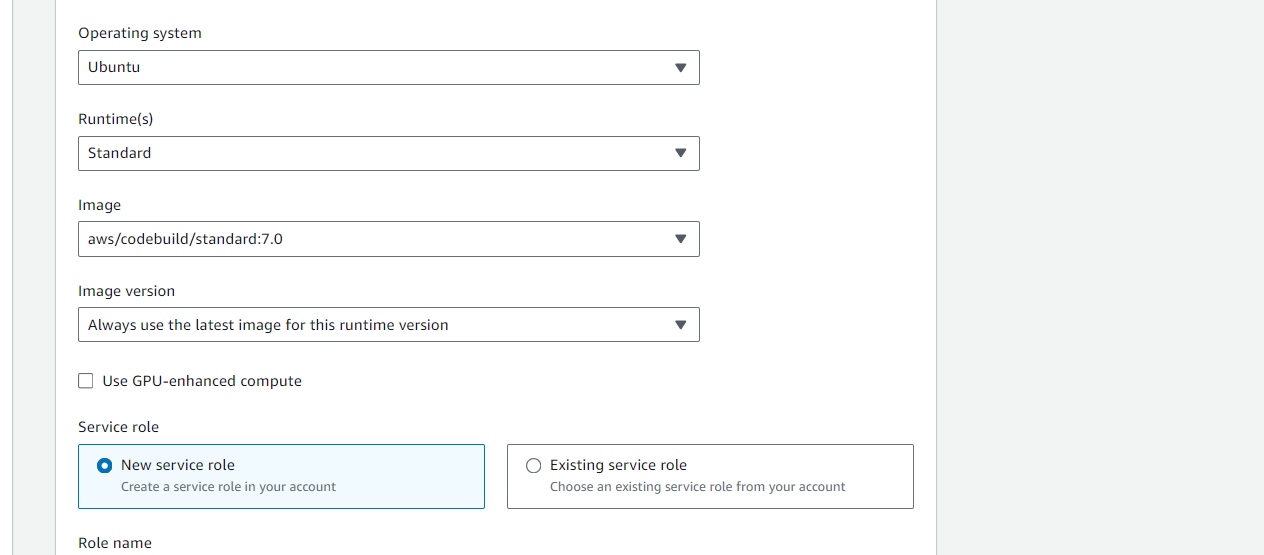 Operating system
Ubuntu
Runtime(s)
Standard
Image
aws/codebuild/standard:7.0
Image version
Always use the latest image for this runtime version
Use GPU-enhanced compute
Service role
New service role
Create a service role in your account
Existing service role
Choose an existing service role from your account
Role name